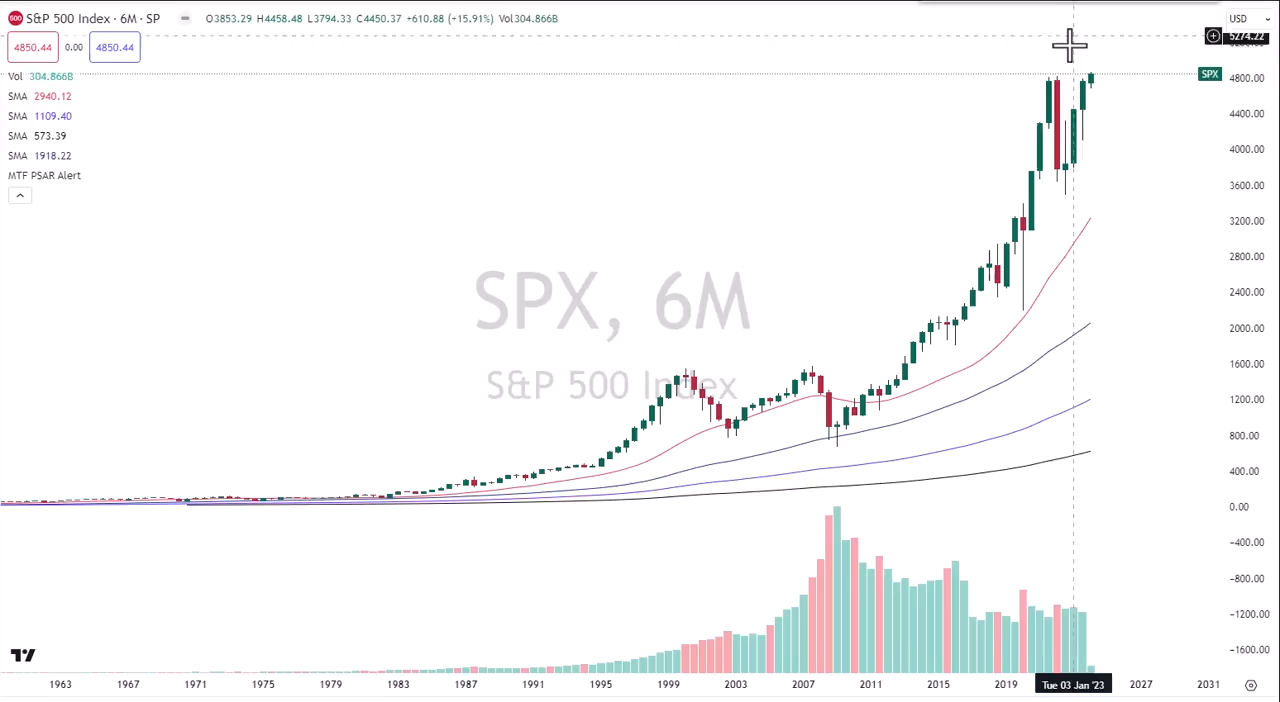 500 S&P 500 Index · 6M · SP O3853.29 H4458.48 L3794.33 C4450.37 +610.88 (+15.91%) Vol304.866B
USD
4850.44 0.00 4850.44
5274.22
Vol 304.866B
SPX
4800.00
SMA 2940.12
SMA 1109.40
4400.00
SMA 573.39
4000.00
SMA 1918.22
MTF PSAR Alert
3600.00
3200.00
2800.00
2400.00
SPX, 6M
2000.00
1600.00
S&P 500 Index
1200.00
800.00
400.00
0.00
−400.00
−800.00
−1200.00
−1600.00
1963 1967 1971 1975 1979 1983 1987 1991 1995 1999 2003 2007 2011 2015 2019 Tue 03 Jan '23 2027 2031